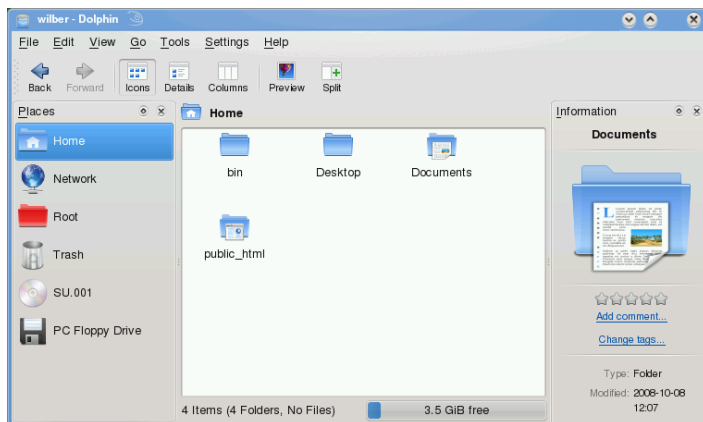 wilber - Dolphin
File Edit View Go Tools Settings Help
Back Forward Icons Details Columns Preview Split
Places
Home
Network
Root
Trash
SU.001
PC Floppy Drive
Home
bin Desktop Documents
public_html
4 Items (4 Folders, No Files) 3.5 GiB free
Information
Documents
Add comment...
Change tags...
Type: Folder
Modified: 2008-10-08
12:07